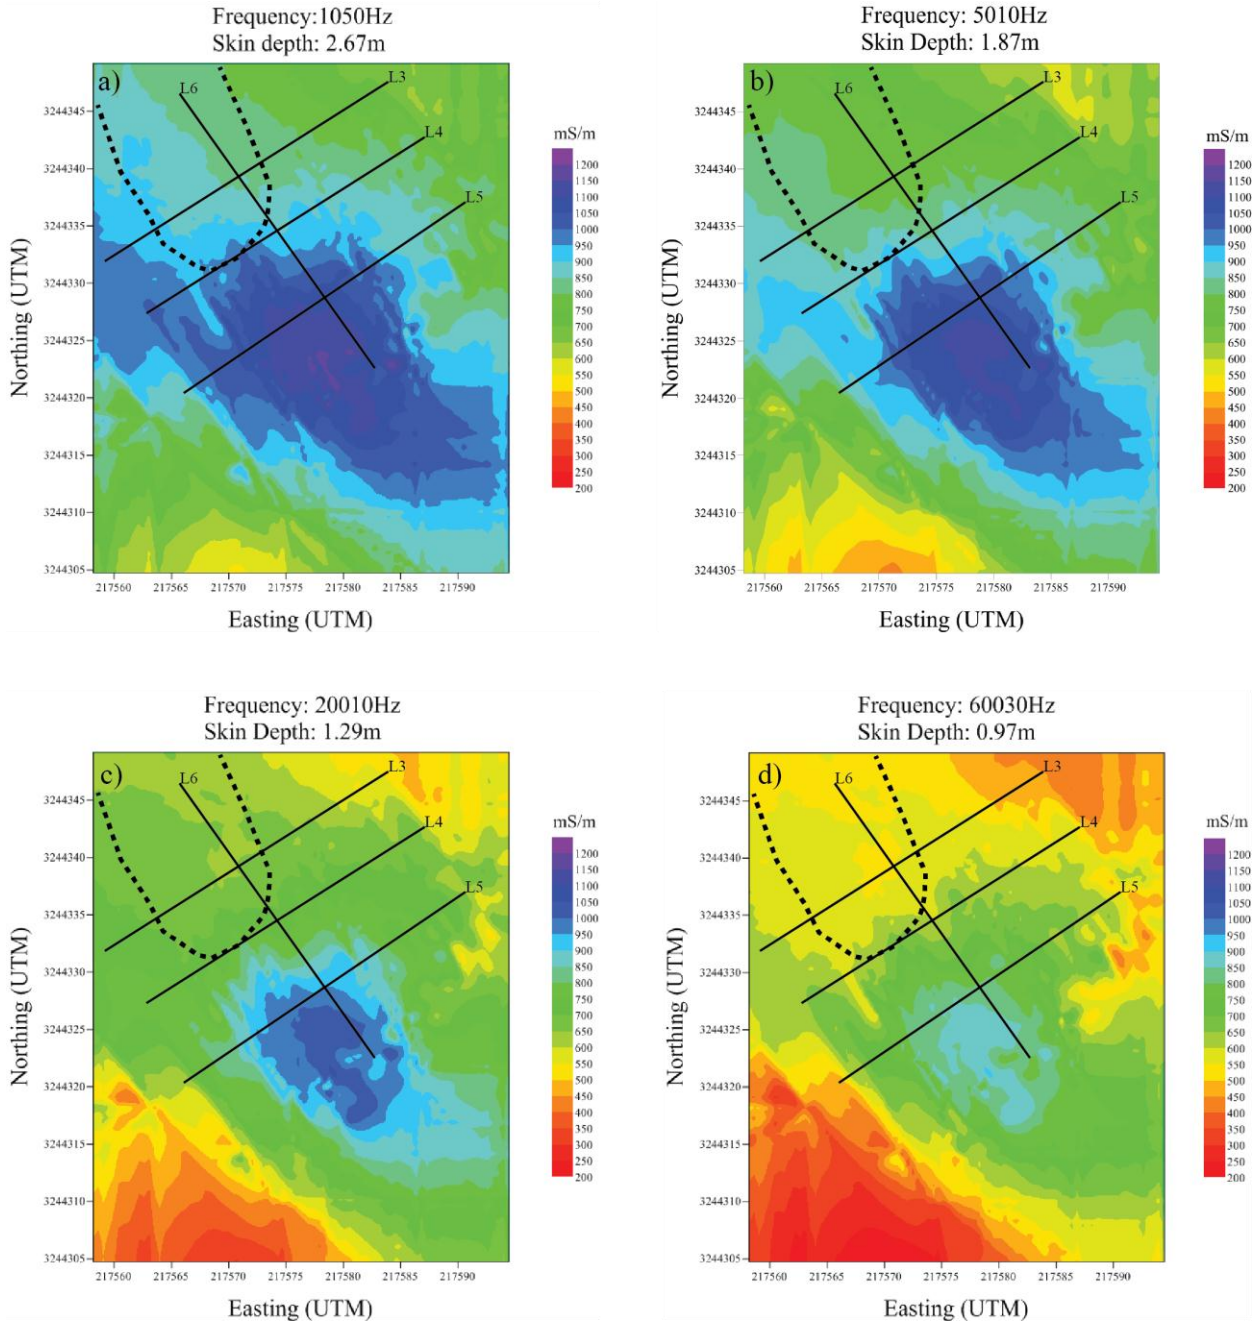 Frequency:1050Hz
Skin depth: 2.67m
a)
L6
L3
L4
L5
3244345
3244340
3244335
3244330
3244325
3244320
3244315
3244310
3244305
Northing (UTM)
217560 217565 217570 217575 217580 217585 217590
Easting (UTM)
mS/m
1200
1150
1100
1050
1000
950
900
850
800
750
700
650
600
550
500
450
400
350
300
250
200
Frequency: 5010Hz
Skin Depth: 1.87m
b)
L6
L3
L4
L5
3244345
3244340
3244335
3244330
3244325
3244320
3244315
3244310
3244305
Northing (UTM)
217560 217565 217570 217575 217580 217585 217590
Easting (UTM)
mS/m
1200
1150
1100
1050
1000
950
900
850
800
750
700
650
600
550
500
450
400
350
300
250
200
Frequency: 20010Hz
Skin Depth: 1.29m
c)
L6
L3
L4
L5
3244345
3244340
3244335
3244330
3244325
3244320
3244315
3244310
3244305
Northing (UTM)
217560 217565 217570 217575 217580 217585 217590
Easting (UTM)
mS/m
1200
1150
1100
1050
1000
950
900
850
800
750
700
650
600
550
500
450
400
350
300
250
200
Frequency: 60030Hz
Skin Depth: 0.97m
d)
L6
L3
L4
L5
3244345
3244340
3244335
3244330
3244325
3244320
3244315
3244310
3244305
Northing (UTM)
217560 217565 217570 217575 217580 217585 217590
Easting (UTM)
mS/m
1200
1150
1100
1050
1000
950
900
850
800
750
700
650
600
550
500
450
400
350
300
250
200